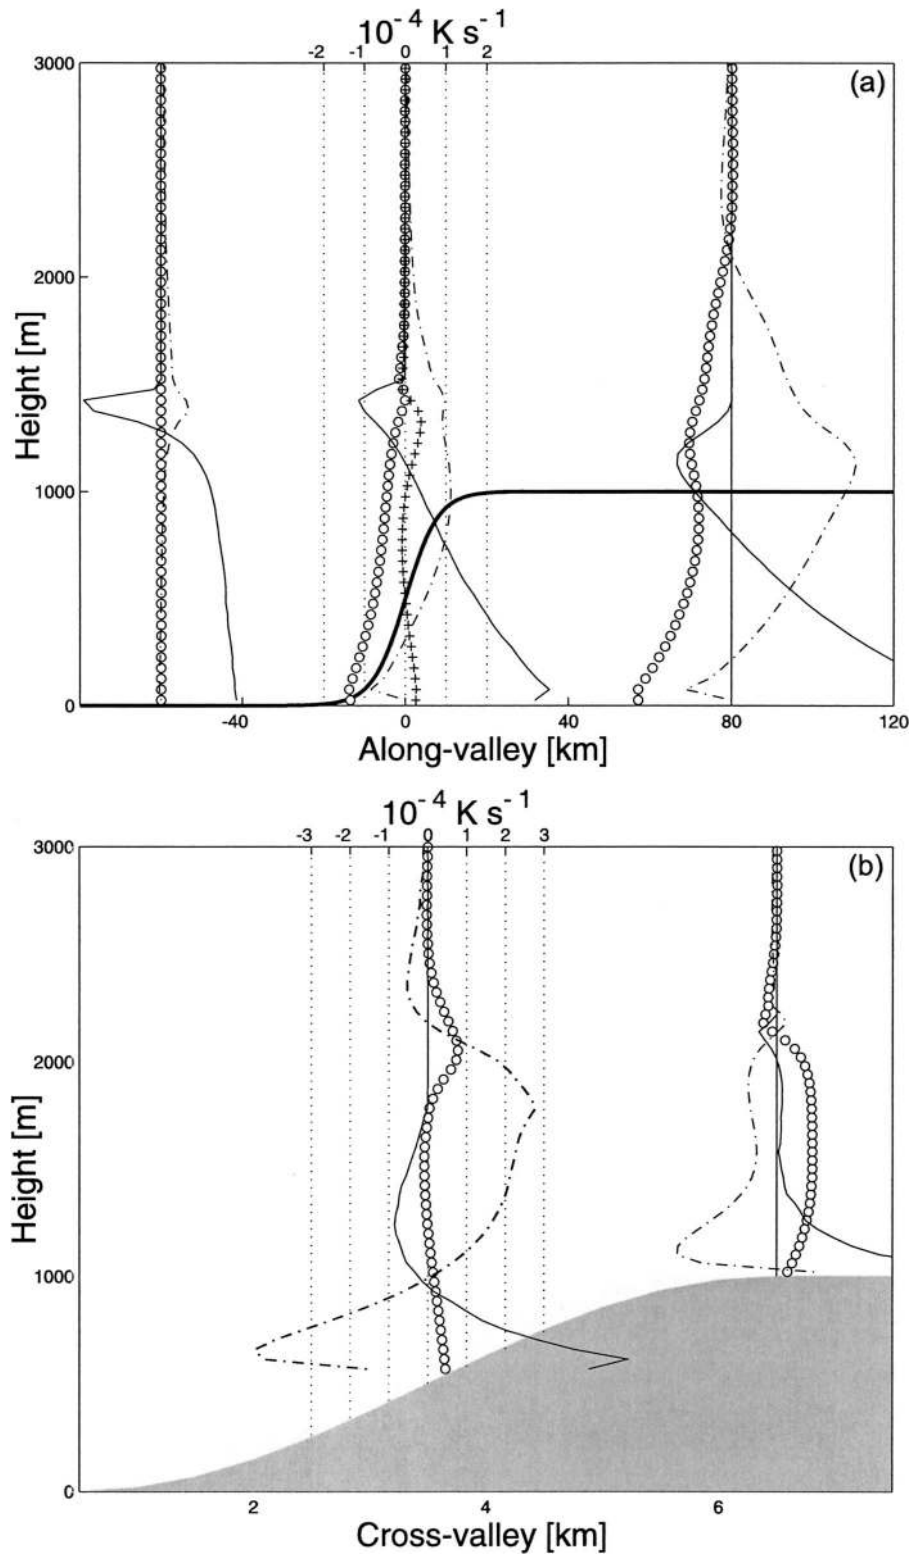 10⁻⁴ K s⁻¹
-2 -1 0 1 2
(a)
3000
2000
1000
0
Height [m]
-40 0 40 80 120
Along-valley [km]
10⁻⁴ K s⁻¹
-3 -2 -1 0 1 2 3
(b)
3000
2000
1000
0
Height [m]
2 4 6
Cross-valley [km]